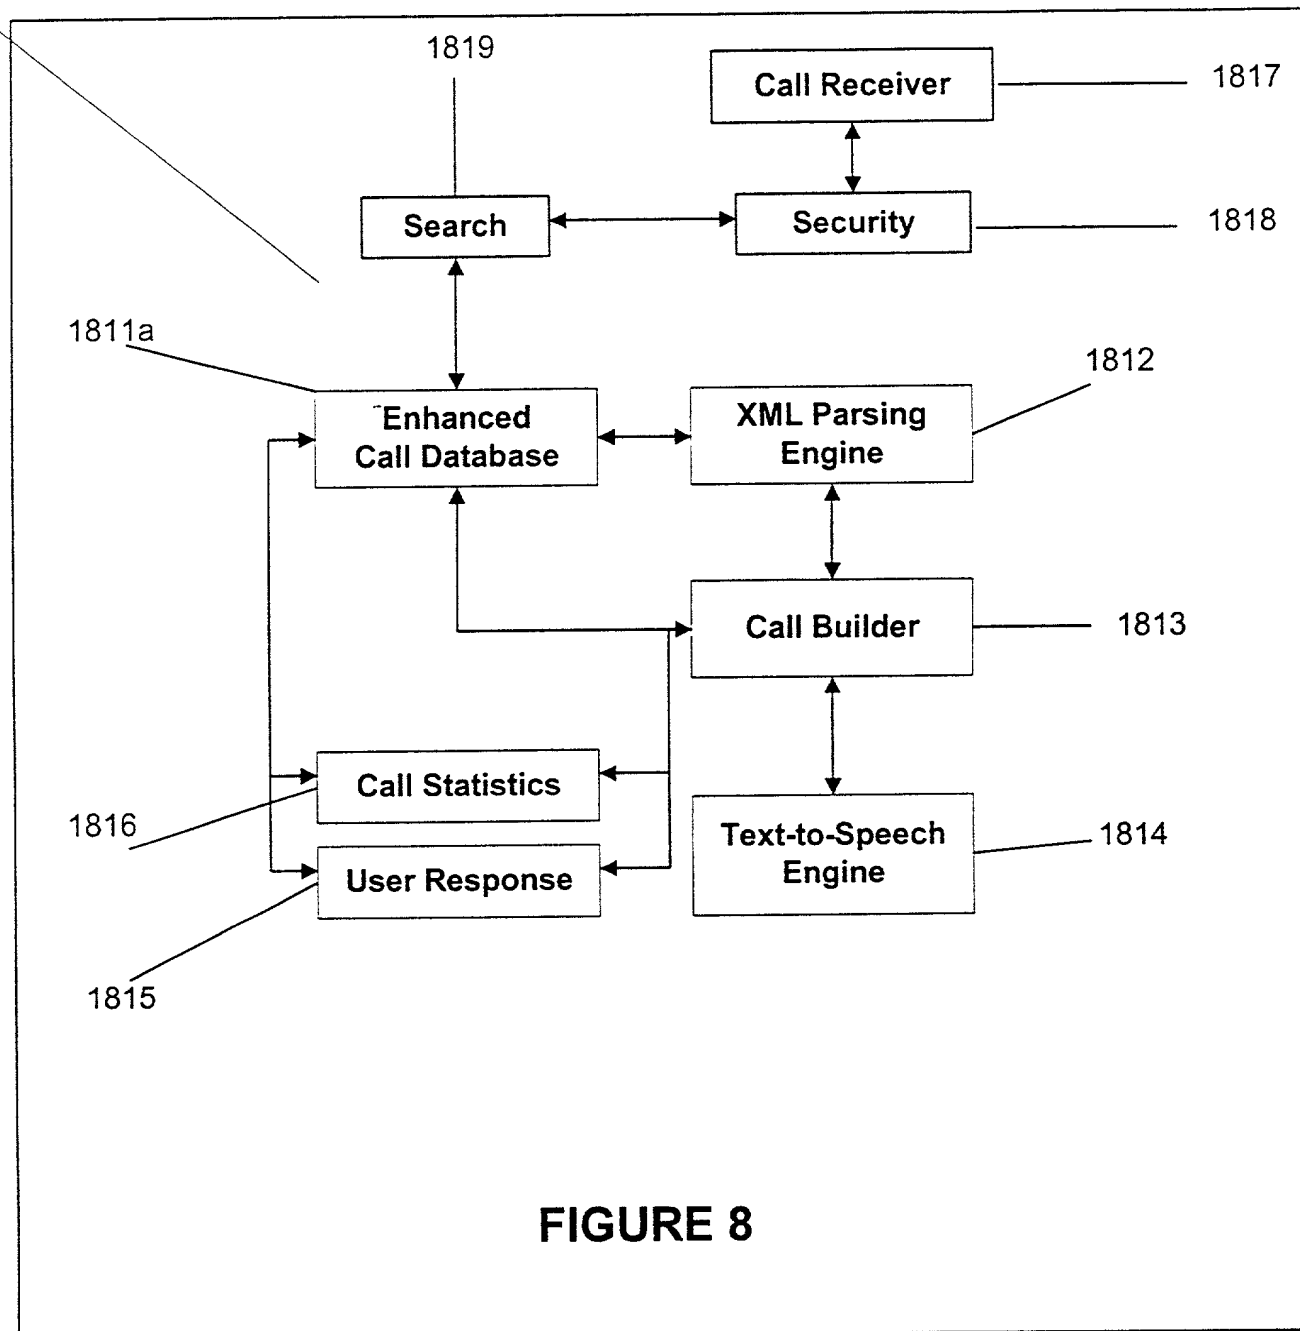 1819
Call Receiver
1817
Search
Security
1818
1811a
1812
Enhanced
Call Database
XML Parsing
Engine
Call Builder
1813
Call Statistics
1816
Text-to-Speech
Engine
1814
User Response
1815
FIGURE 8